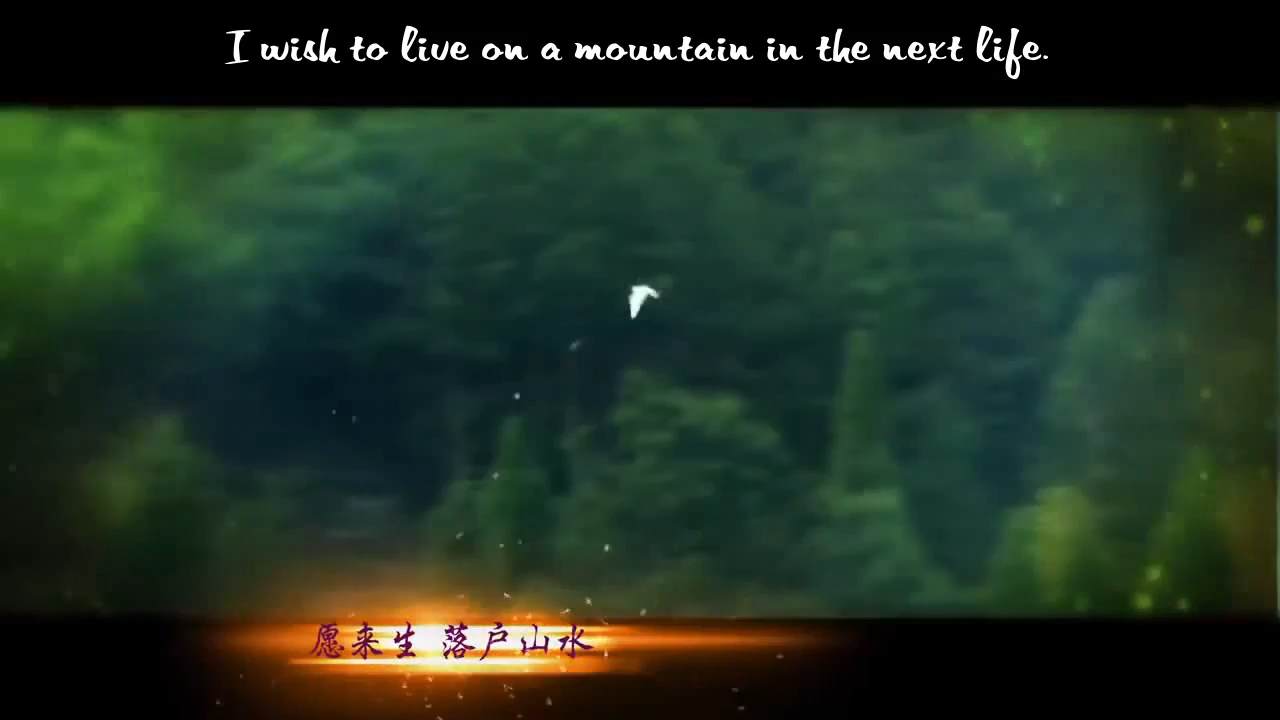 I wish to live on a mountain in the next life.
愿来生 落户山水